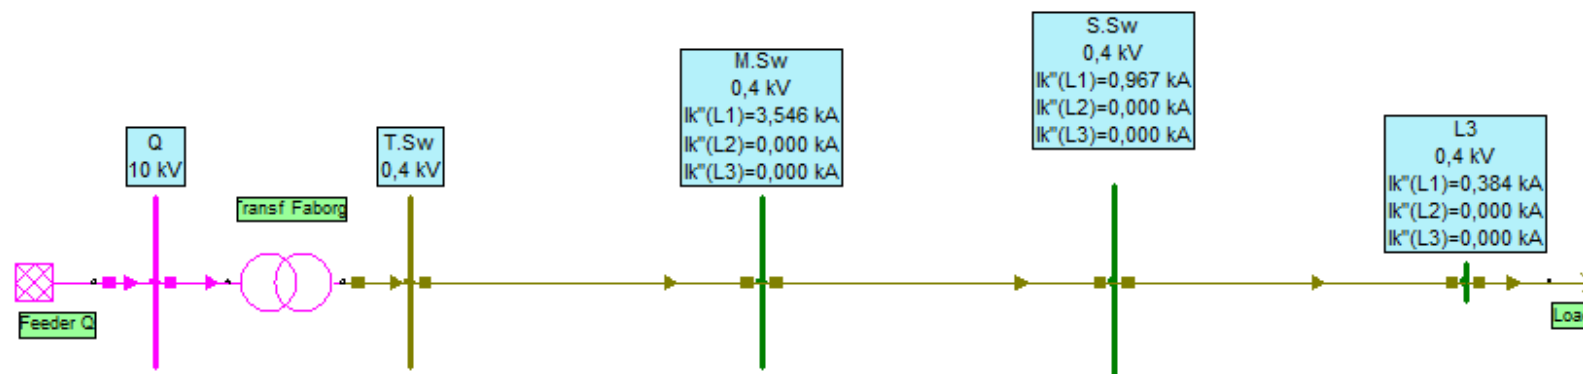 Q
10 kV
Transf Faborg
T.Sw
0,4 kV
M.Sw
0,4 kV
Ik"(L1)=3,546 kA
Ik"(L2)=0,000 kA
Ik"(L3)=0,000 kA
S.Sw
0,4 kV
Ik"(L1)=0,967 kA
Ik"(L2)=0,000 kA
Ik"(L3)=0,000 kA
L3
0,4 kV
Ik"(L1)=0,384 kA
Ik"(L2)=0,000 kA
Ik"(L3)=0,000 kA
Feeder Q
Loa